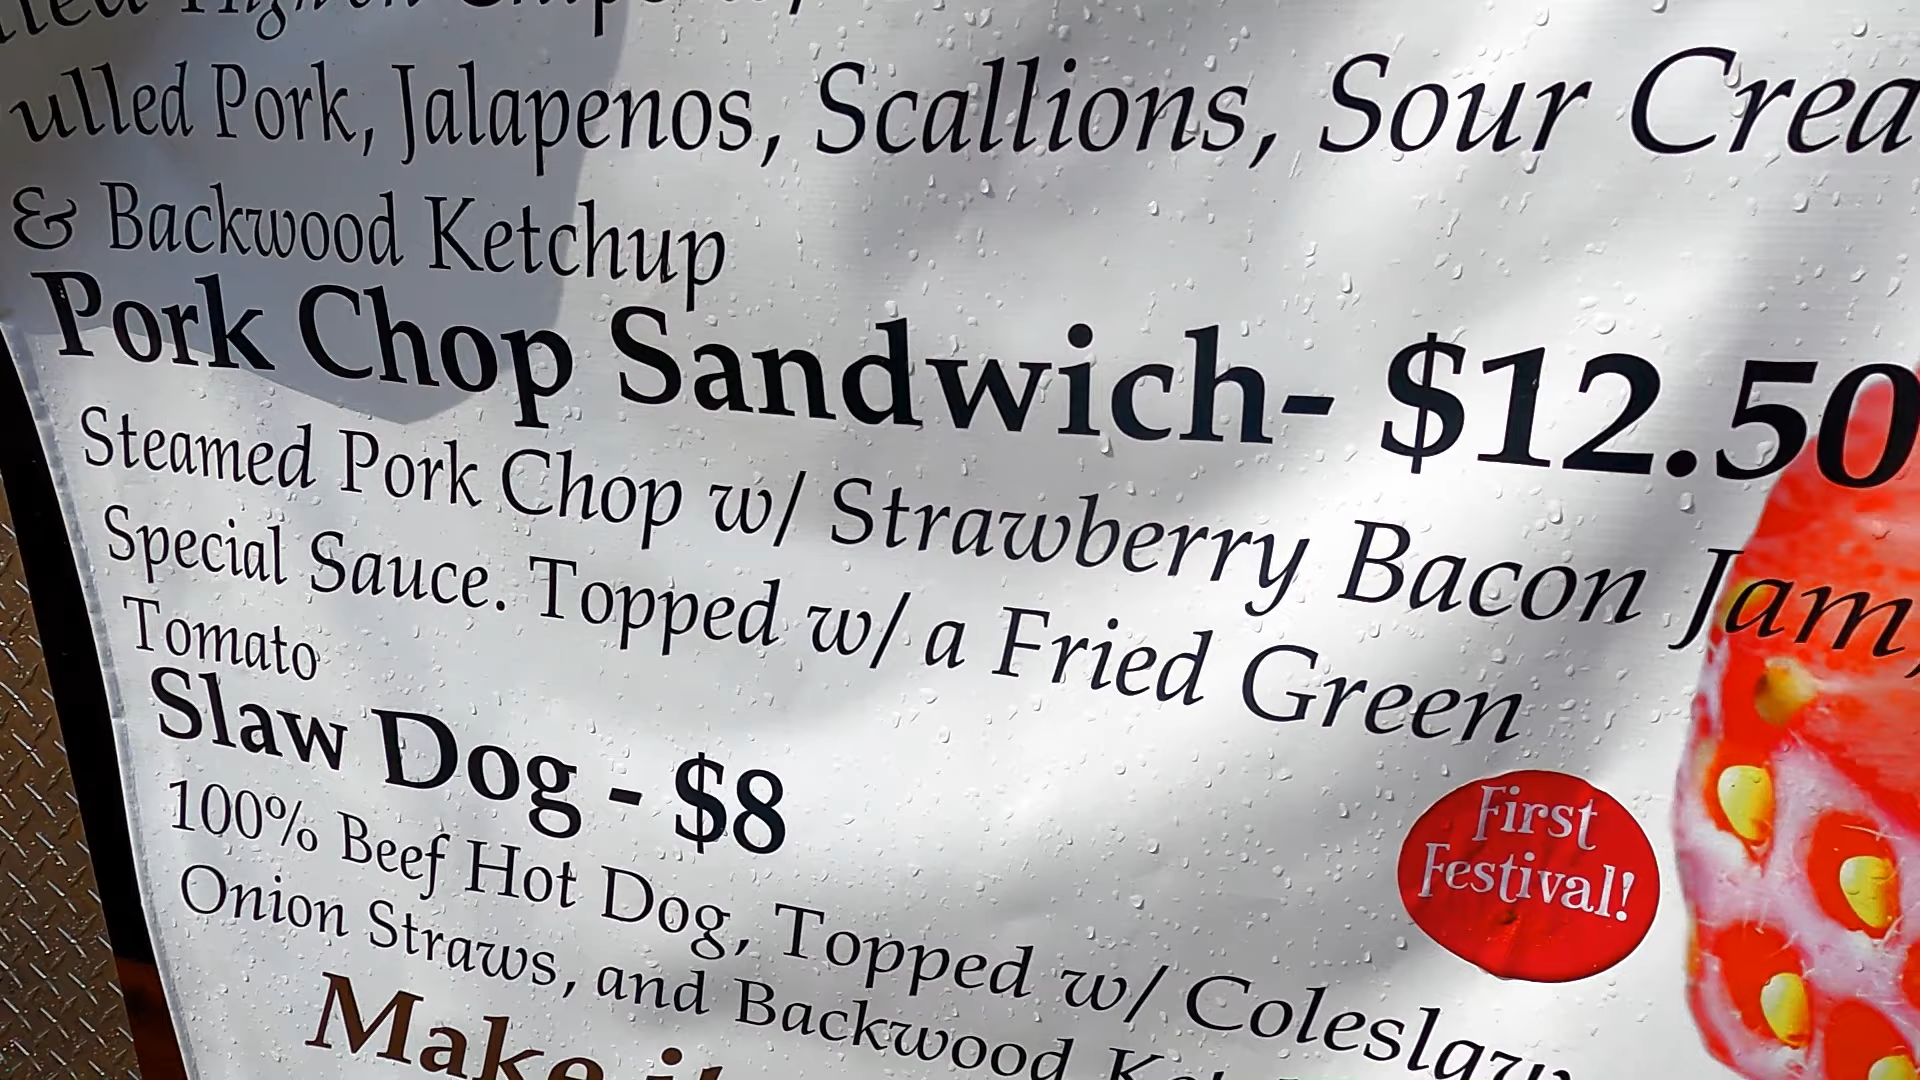 ulled Pork, Jalapenos, Scallions, Sour Crea
& Backwood Ketchup
Pork Chop Sandwich- $12.50
Steamed Pork Chop w/ Strawberry Bacon Jam,
Special Sauce. Topped w/ a Fried Green
Tomato
Slaw Dog - $8
100% Beef Hot Dog, Topped w/ Coleslaw
Onion Straws, and Backwood
Make it
First
Festival!